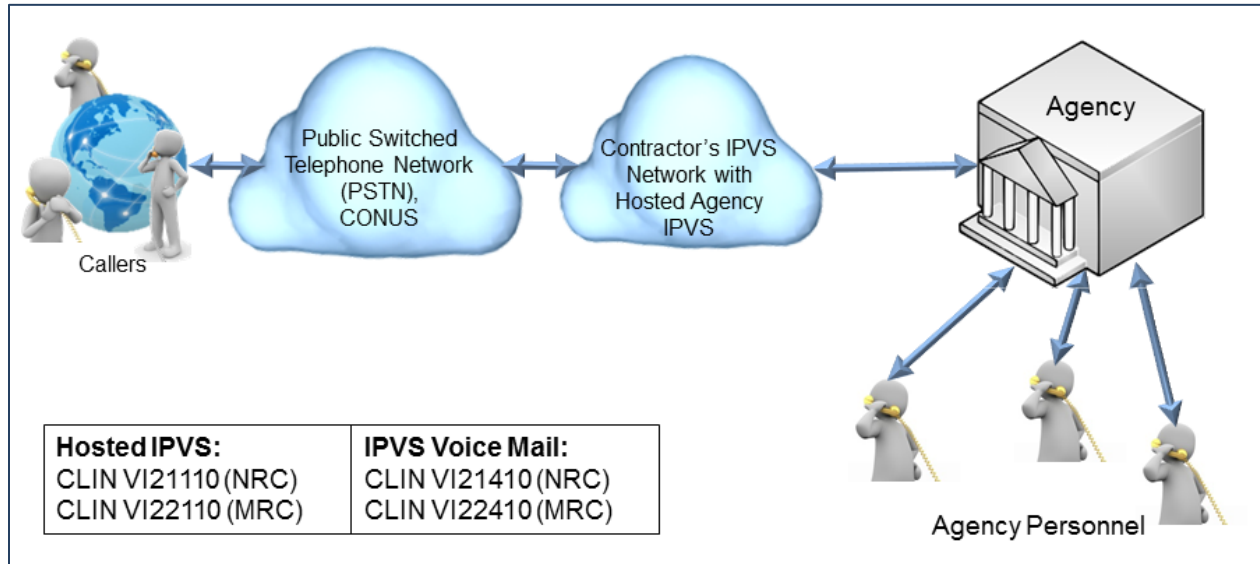 Callers
Public Switched
Telephone Network
(PSTN),
CONUS
Contractor's IPVS
Network with
Hosted Agency
IPVS
Agency
Agency Personnel
Hosted IPVS:
CLIN VI21110 (NRC)
CLIN VI22110 (MRC)
IPVS Voice Mail:
CLIN VI21410 (NRC)
CLIN VI22410 (MRC)